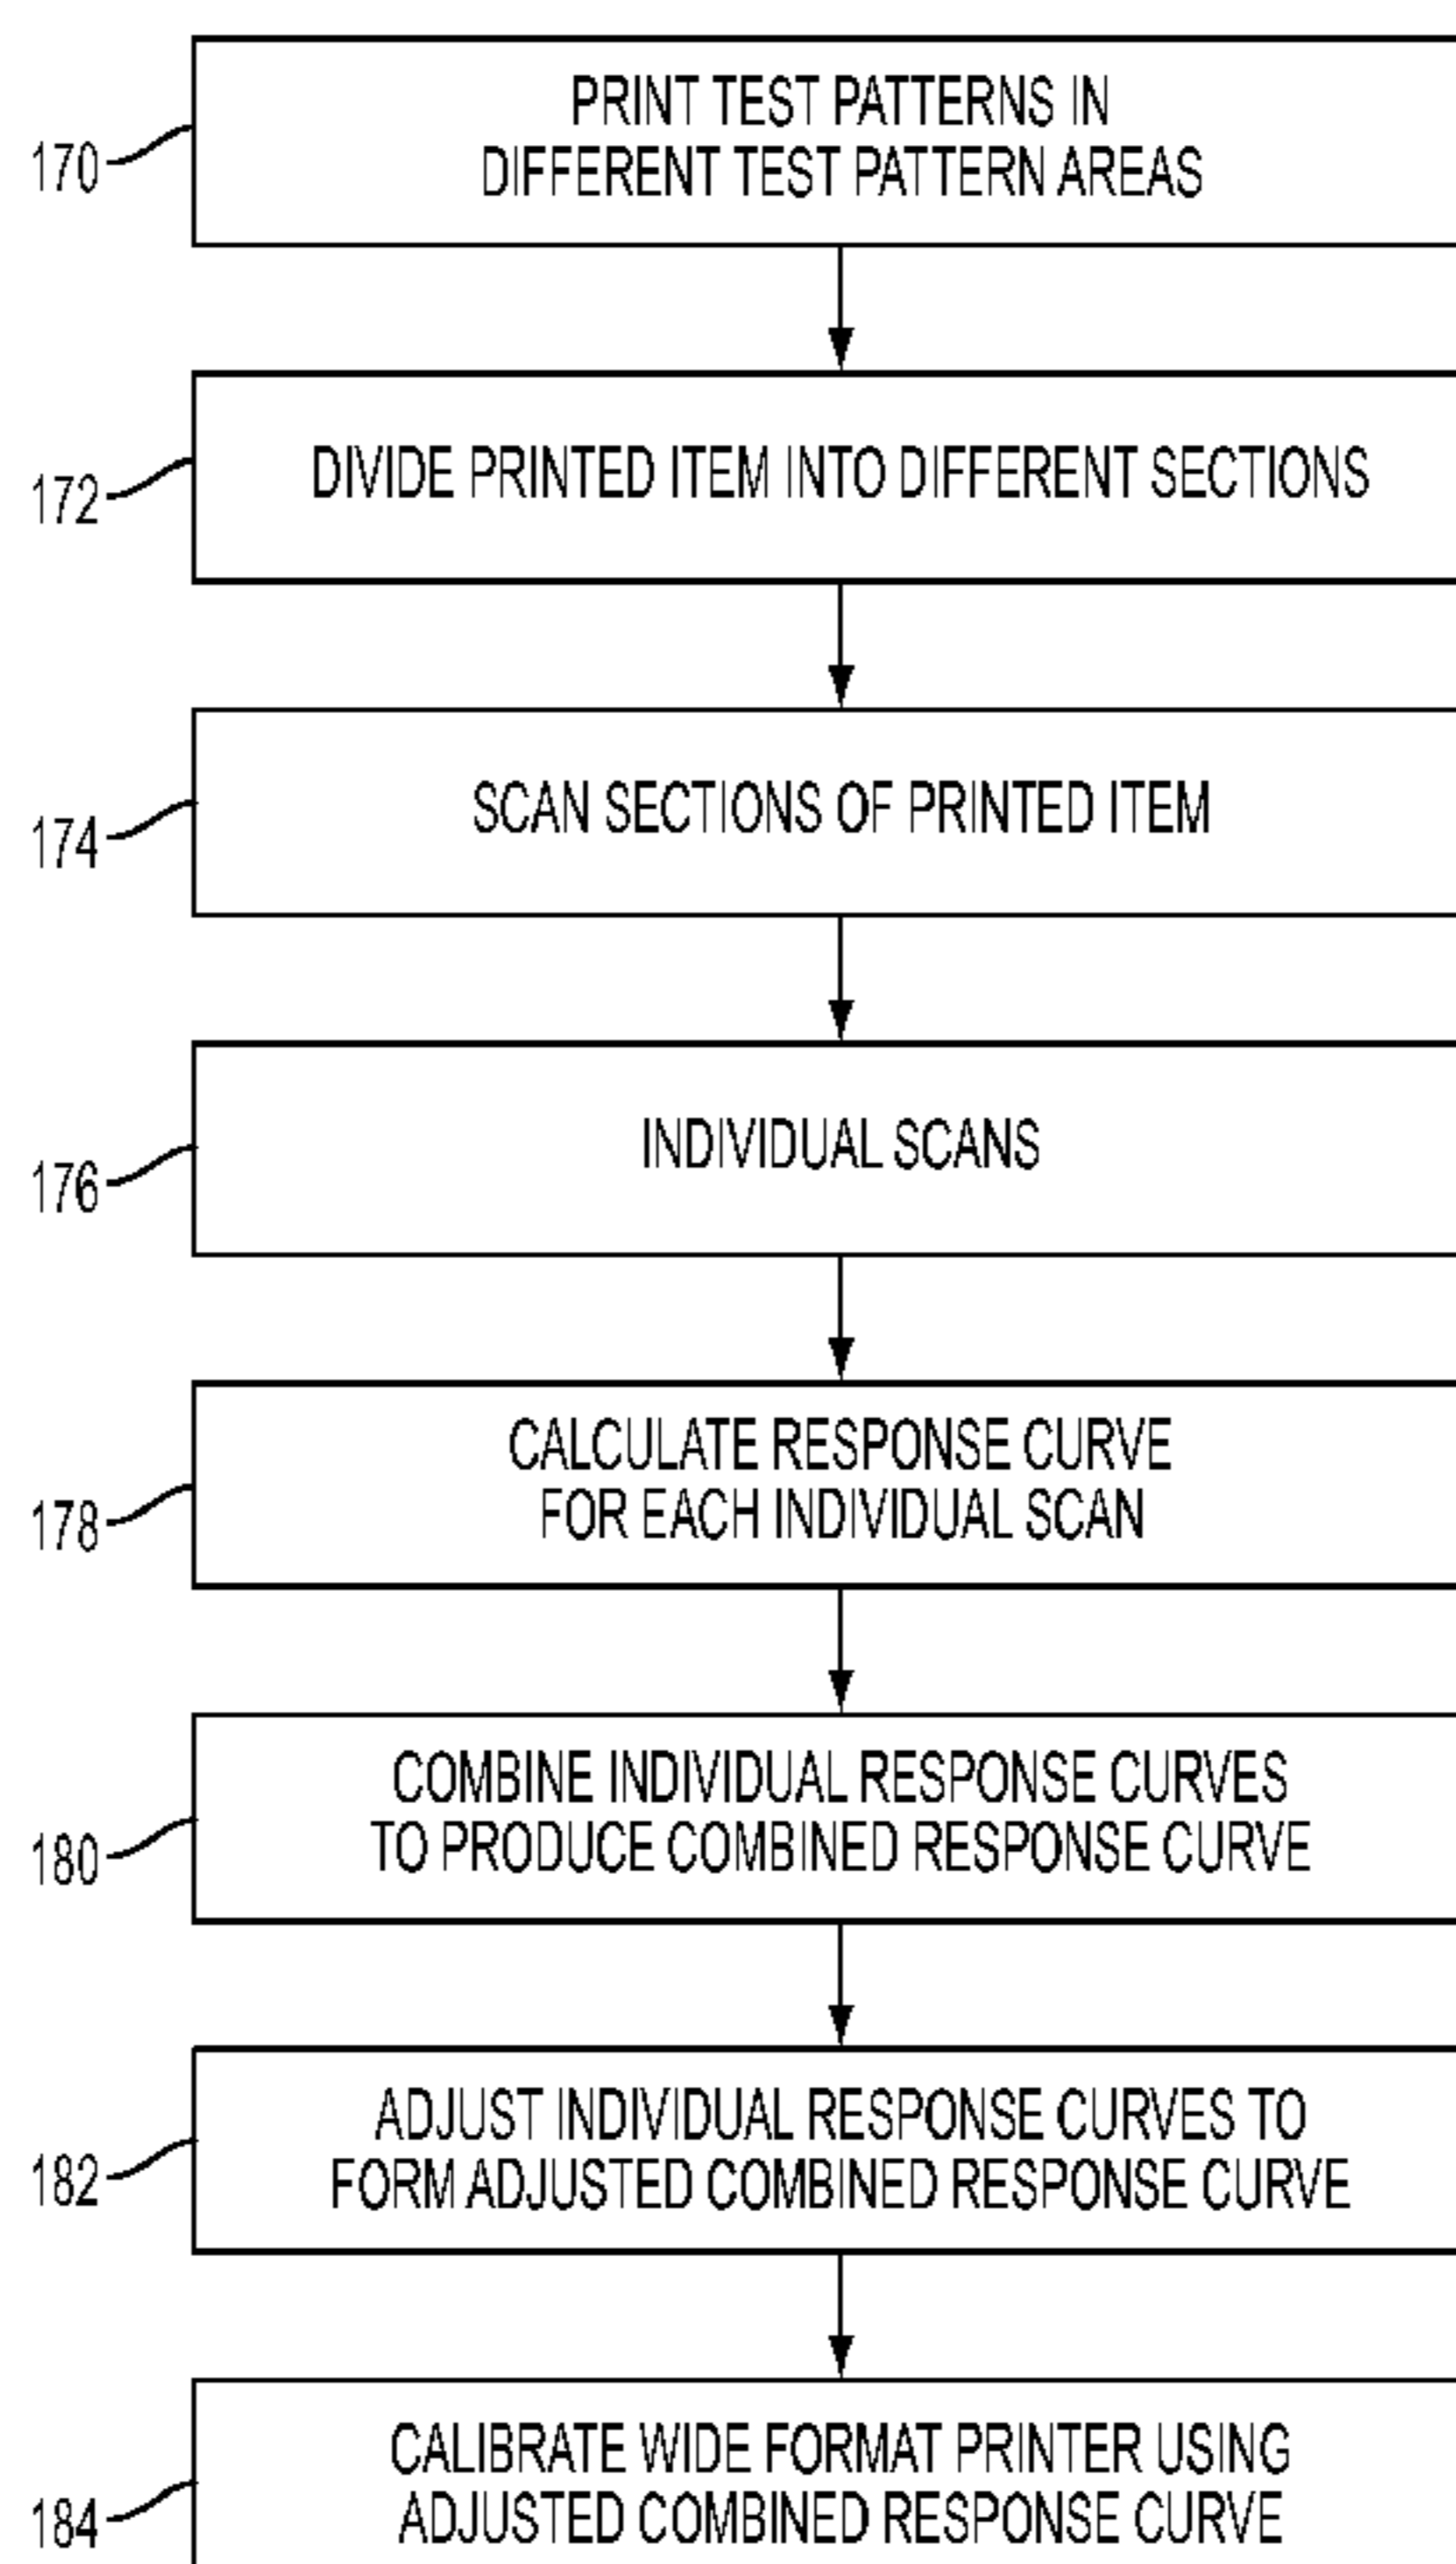 PRINT TEST PATTERNS IN
DIFFERENT TEST PATTERN AREAS
170
DIVIDE PRINTED ITEM INTO DIFFERENT SECTIONS
172
SCAN SECTIONS OF PRINTED ITEM
174
INDIVIDUAL SCANS
176
CALCULATE RESPONSE CURVE
FOR EACH INDIVIDUAL SCAN
178
COMBINE INDIVIDUAL RESPONSE CURVES
TO PRODUCE COMBINED RESPONSE CURVE
180
ADJUST INDIVIDUAL RESPONSE CURVES TO
FORM ADJUSTED COMBINED RESPONSE CURVE
182
CALIBRATE WIDE FORMAT PRINTER USING
ADJUSTED COMBINED RESPONSE CURVE
184